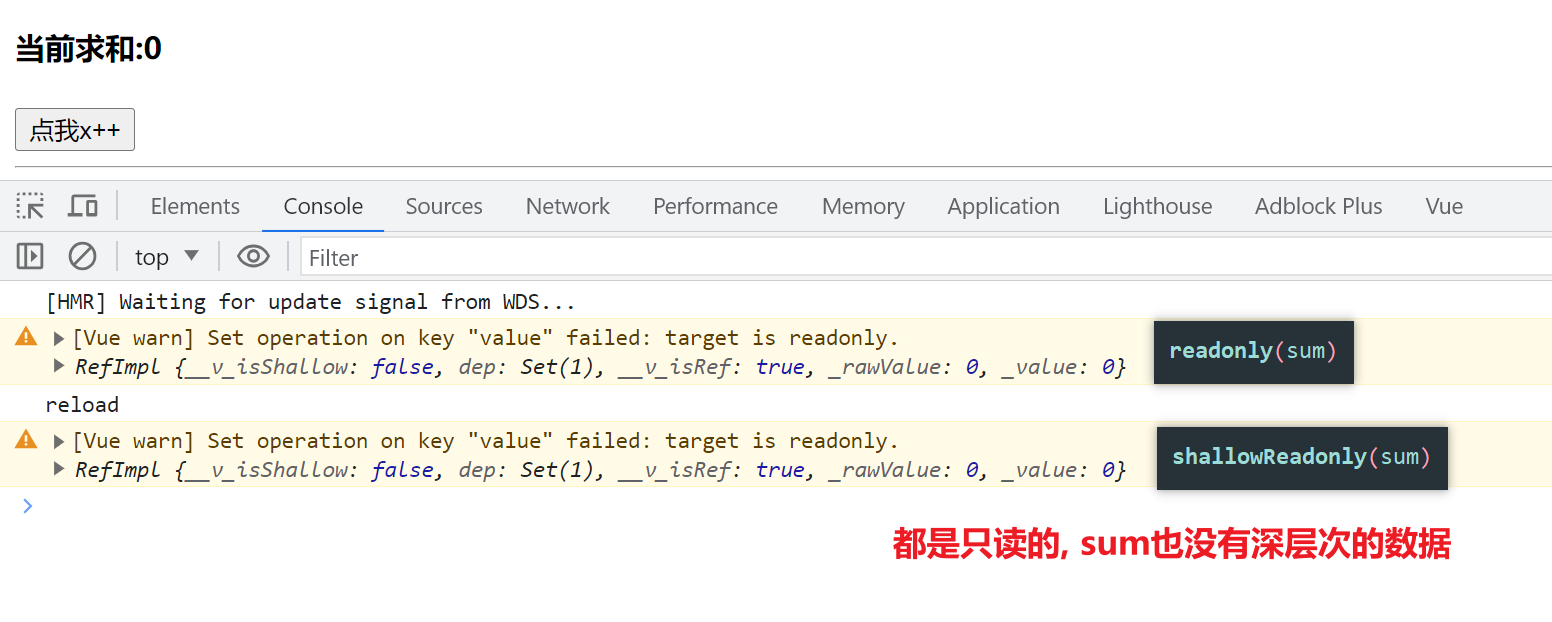 当前求和:0
点我x++
Elements Console Sources Network Performance Memory Application Lighthouse Adblock Plus Vue
top Filter
[HMR] Waiting for update signal from WDS...
[Vue warn] Set operation on key "value" failed: target is readonly.
RefImpl {__v_isShallow: false, dep: Set(1), __v_isRef: true, _rawValue: 0, _value: 0}
readonly(sum)
reload
[Vue warn] Set operation on key "value" failed: target is readonly.
RefImpl {__v_isShallow: false, dep: Set(1), __v_isRef: true, _rawValue: 0, _value: 0}
shallowReadonly(sum)
都是只读的, sum也没有深层次的数据